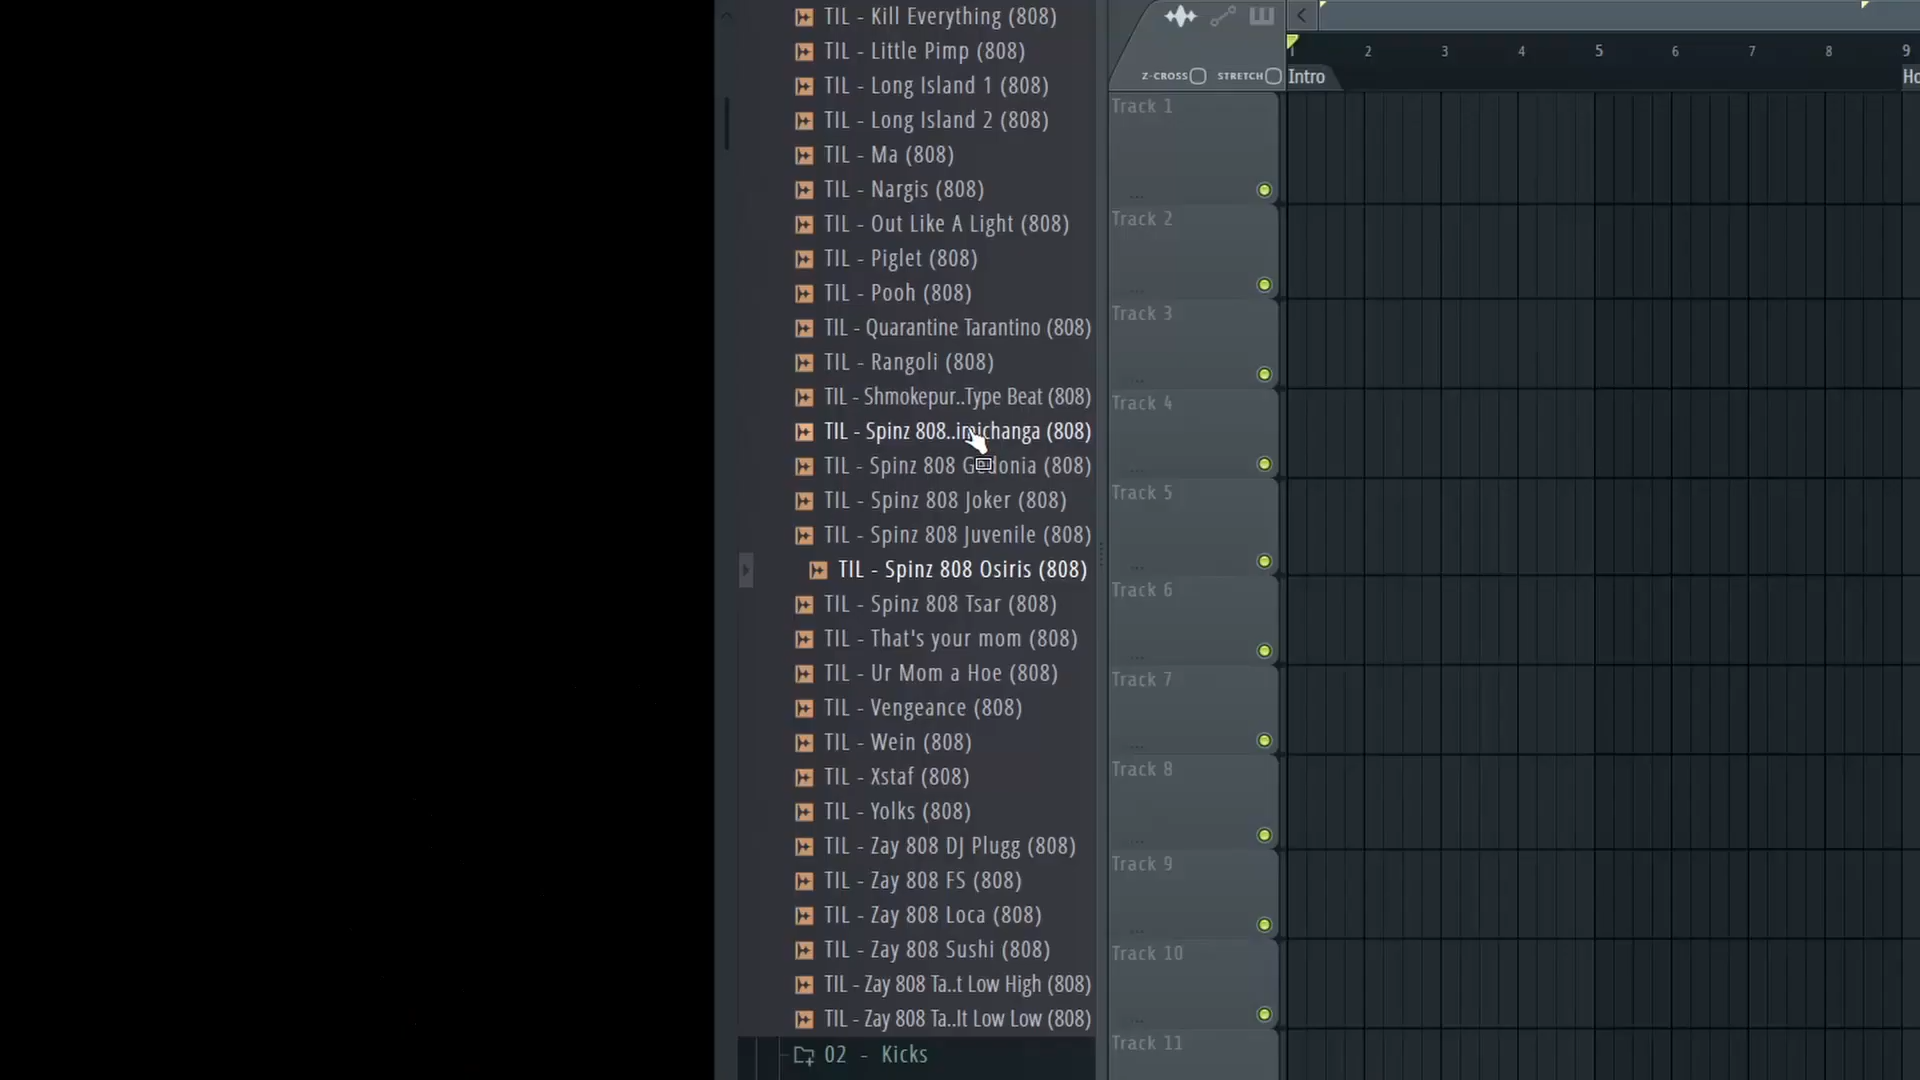 TIL - Kill Everything (808)
TIL - Little Pimp (808)
TIL - Long Island 1 (808)
TIL - Long Island 2 (808)
TIL - Ma (808)
TIL - Nargis (808)
TIL - Out Like A Light (808)
TIL - Piglet (808)
TIL - Pooh (808)
TIL - Quarantine Tarantino (808)
TIL - Rangoli (808)
TIL - Shmokepur..Type Beat (808)
TIL - Spinz 808..imichanga (808)
TIL - Spinz 808 (808)
TIL - Spinz 808 Joker (808)
TIL - Spinz 808 Juvenile (808)
TIL - Spinz 808 Osiris (808)
TIL - Spinz 808 Tsar (808)
TIL - That's your mom (808)
TIL - Ur Mom a Hoe (808)
TIL - Vengeance (808)
TIL - Wein (808)
TIL - Xstaf (808)
TIL - Yolks (808)
TIL - Zay 808 DJ Plugg (808)
TIL - Zay 808 FS (808)
TIL - Zay 808 Loca (808)
TIL - Zay 808 Sushi (808)
TIL - Zay 808 Ta..t Low High (808)
TIL - Zay 808 Ta..lt Low Low (808)
02 - Kicks
Z-CROSS STRETCH
1 2 3 4 5 6 7 8 9
Intro
Track 1
Track 2
Track 3
Track 4
Track 5
Track 6
Track 7
Track 8
Track 9
Track 10
Track 11